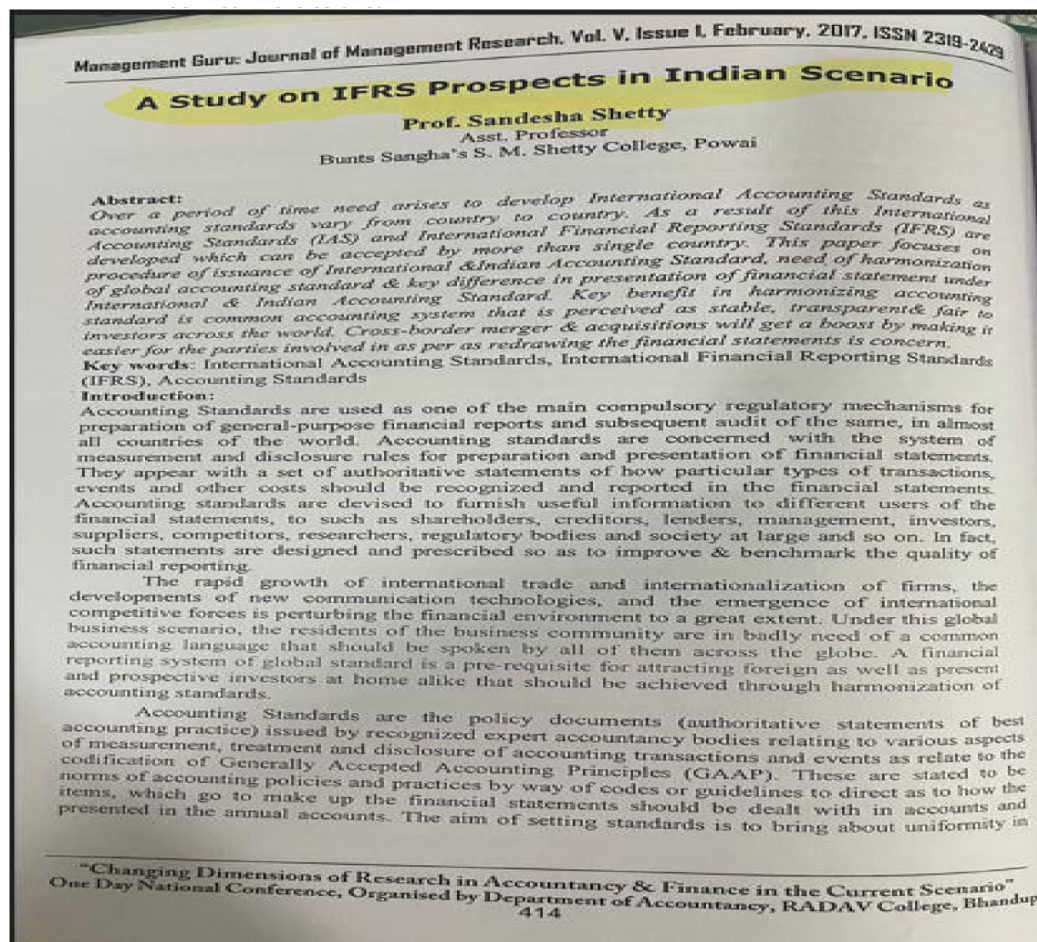 Management Guru: Journal of Management Research, Vol. V, Issue I, February, 2017, ISSN 2319-2429
A Study on IFRS Prospects in Indian Scenario
Prof. Sandesha Shetty
Asst. Professor
Bunts Sangha's S. M. Shetty College, Powai
Abstract:
Over a period of time need arises to develop International Accounting Standards as
accounting standards vary from country to country. As a result of this International
Accounting Standards (IAS) and International Financial Reporting Standards (IFRS) are
developed which can be accepted by more than single country. This paper focuses on
procedure of issuance of International &Indian Accounting Standard, need of harmonization
of global accounting standard & key difference in presentation of financial statement under
International & Indian Accounting Standard. Key benefit in harmonizing accounting
standard is common accounting system that is perceived as stable, transparent& fair to
investors across the world. Cross-border merger & acquisitions will get a boost by making it
easier for the parties involved in as per as redrawing the financial statements is concern.
Key words: International Accounting Standards, International Financial Reporting Standards
(IFRS), Accounting Standards
Introduction:
Accounting Standards are used as one of the main compulsory regulatory mechanisms for
preparation of general-purpose financial reports and subsequent audit of the same, in almost
all countries of the world. Accounting standards are concerned with the system of
measurement and disclosure rules for preparation and presentation of financial statements.
They appear with a set of authoritative statements of how particular types of transactions,
events and other costs should be recognized and reported in the financial statements.
Accounting standards are devised to furnish useful information to different users of the
financial statements, to such as shareholders, creditors, lenders, management, investors,
suppliers, competitors, researchers, regulatory bodies and society at large and so on. In fact,
such statements are designed and prescribed so as to improve & benchmark the quality of
financial reporting.
The rapid growth of international trade and internationalization of firms, the
developments of new communication technologies, and the emergence of international
competitive forces is perturbing the financial environment to a great extent. Under this global
business scenario, the residents of the business community are in badly need of a common
accounting language that should be spoken by all of them across the globe. A financial
reporting system of global standard is a pre-requisite for attracting foreign as well as present
and prospective investors at home alike that should be achieved through harmonization of
accounting standards.
Accounting Standards are the policy documents (authoritative statements of best
accounting practice) issued by recognized expert accountancy bodies relating to various aspects
of measurement, treatment and disclosure of accounting transactions and events as relate to the
codification of Generally Accepted Accounting Principles (GAAP). These are stated to be
norms of accounting policies and practices by way of codes or guidelines to direct as to how the
items, which go to make up the financial statements should be dealt with in accounts and
presented in the annual accounts. The aim of setting standards is to bring about uniformity in
"Changing Dimensions of Research in Accountancy & Finance in the Current Scenario"
One Day National Conference, Organised by Department of Accountancy, RADAV College, Bhandup
414